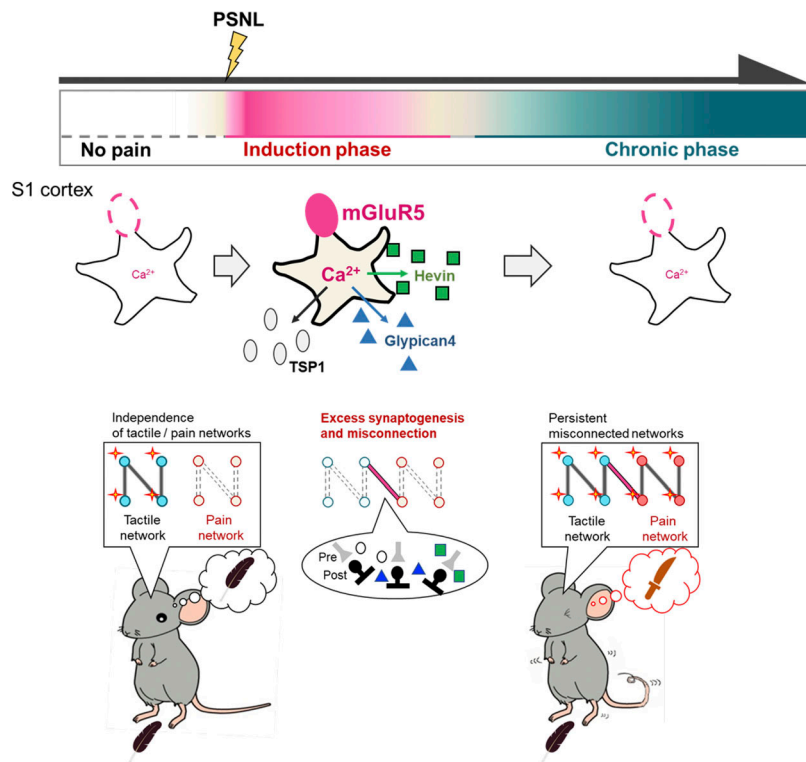 PSNL
No pain
Induction phase
Chronic phase
S1 cortex
mGluR5
Ca2+
Ca2+
Hevin
Glypican4
TSP1
Ca2+
Independence
of tactile / pain networks
Tactile
network
Pain
network
Excess synaptogenesis
and misconnection
Pre
Post
Persistent
misconnected networks
Tactile
network
Pain
network